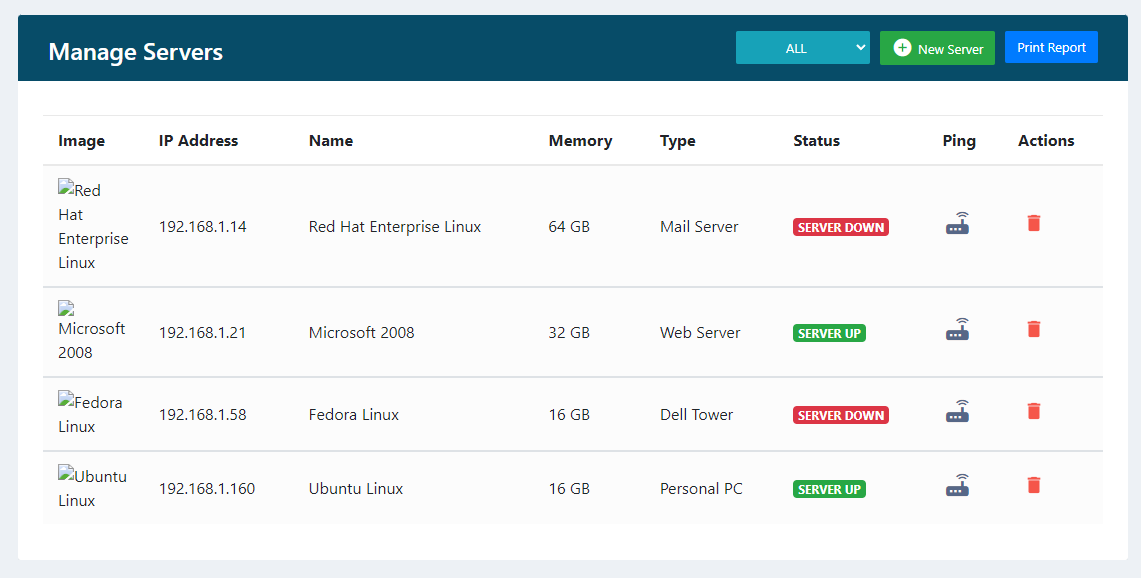 Manage Servers
ALL
New Server
Print Report
Image IP Address Name Memory Type Status Ping Actions
Red
Hat
Enterprise
Linux
192.168.1.14 Red Hat Enterprise Linux 64 GB Mail Server SERVER DOWN
Microsoft
2008
192.168.1.21 Microsoft 2008 32 GB Web Server SERVER UP
Fedora
Linux
192.168.1.58 Fedora Linux 16 GB Dell Tower SERVER DOWN
Ubuntu
Linux
192.168.1.160 Ubuntu Linux 16 GB Personal PC SERVER UP